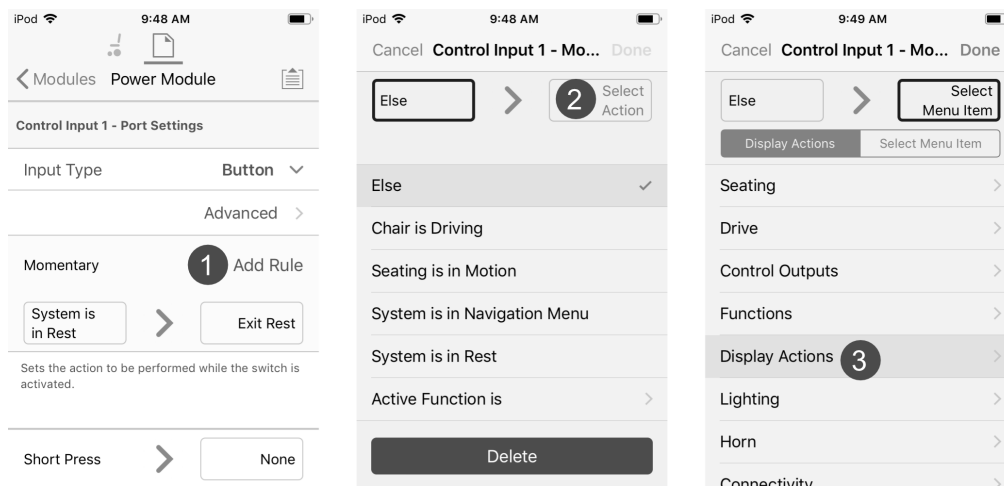 iPod 9:48 AM
Modules Power Module
Control Input 1 - Port Settings
Input Type Button
Advanced
Momentary 1 Add Rule
System is
in Rest
Exit Rest
Sets the action to be performed while the switch is
activated.
Short Press None
iPod 9:48 AM
Cancel Control Input 1 - Mo... Done
Else
2 Select
Action
Else
Chair is Driving
Seating is in Motion
System is in Navigation Menu
System is in Rest
Active Function is
Delete
iPod 9:49 AM
Cancel Control Input 1 - Mo... Done
Else
Select
Menu Item
Display Actions Select Menu Item
Seating
Drive
Control Outputs
Functions
Display Actions 3
Lighting
Horn
Connectivity